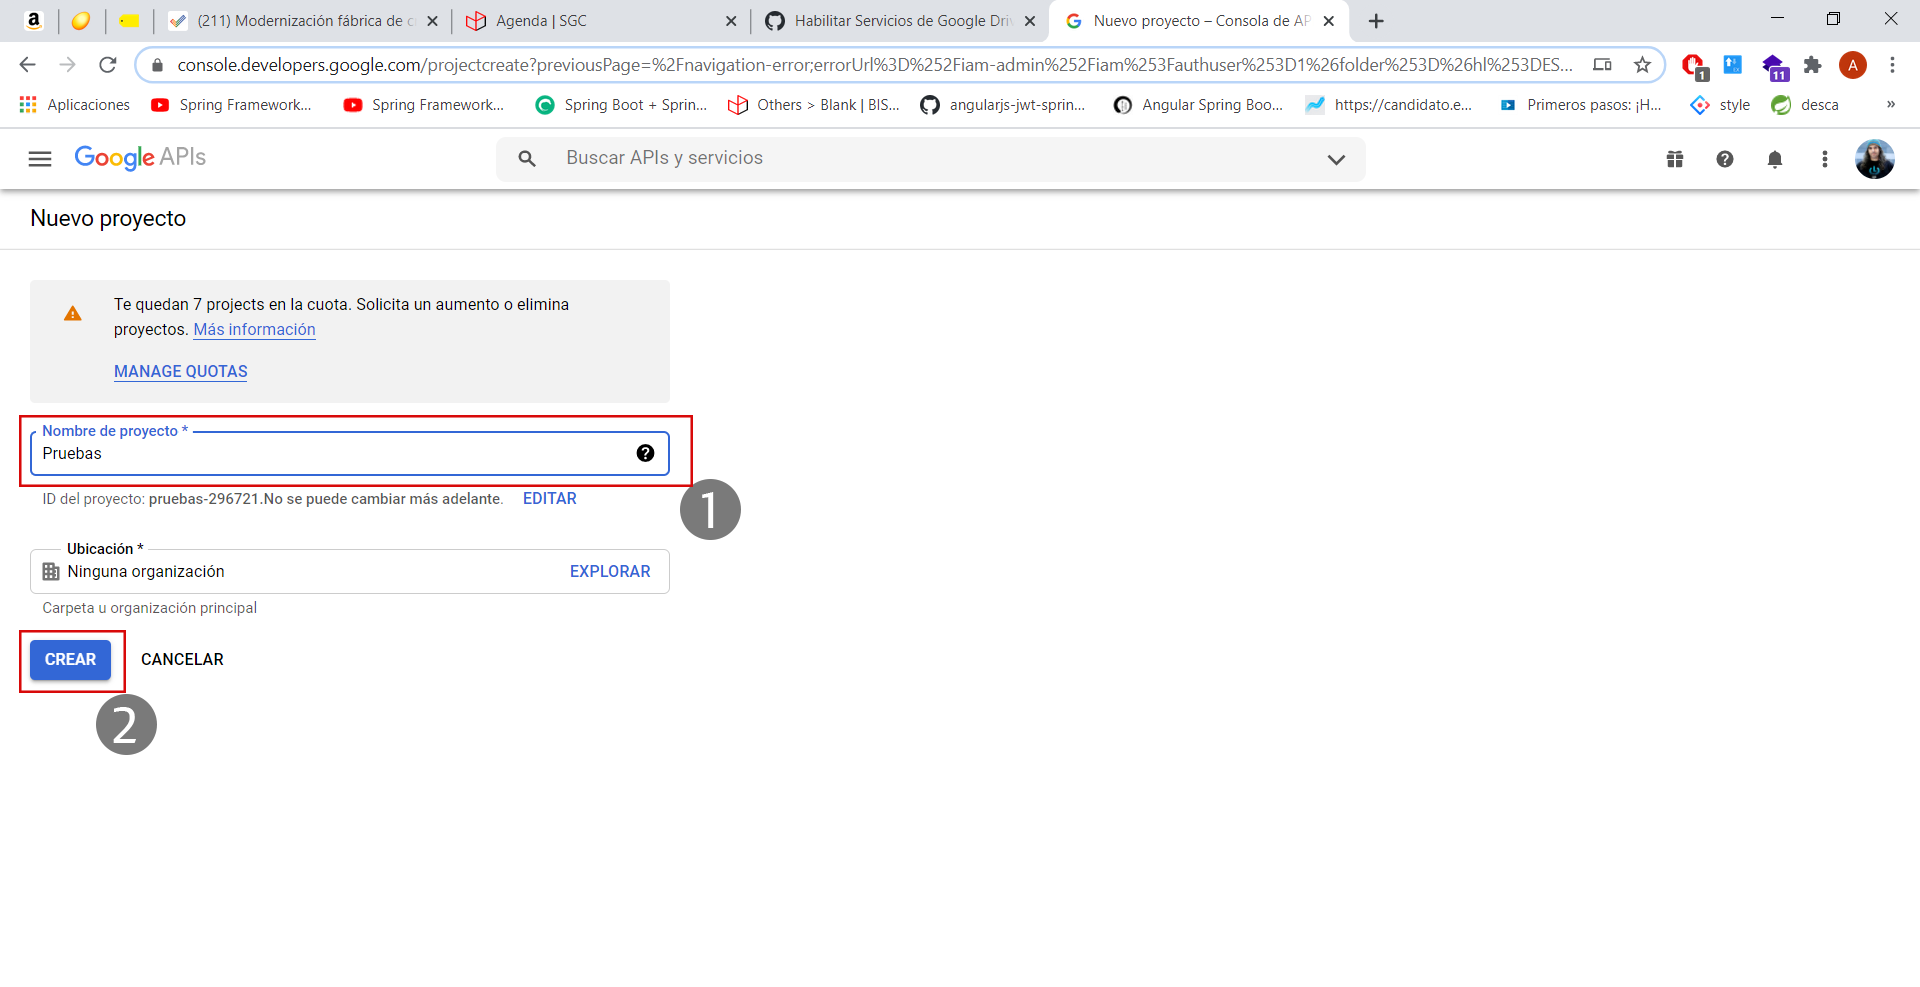 (211) Modernización fábrica de c
Agenda | SGC
Habilitar Servicios de Google Dri
Nuevo proyecto – Consola de AP
console.developers.google.com/projectcreate?previousPage=%2Fnavigation-error;errorUrl%3D%252Fiam-admin%252Fiam%253Fauthuser%253D1%26folder%253D%26hl%253DES...
1
11
A
Aplicaciones
Spring Framework...
Spring Framework...
Spring Boot + Sprin...
Others > Blank | BIS...
angularjs-jwt-sprin...
Angular Spring Boo...
https://candidato.e...
Primeros pasos: ¡H...
style
desca
»
Google APIs
Buscar APIs y servicios
Nuevo proyecto
Te quedan 7 projects en la cuota. Solicita un aumento o elimina
proyectos. Más información
MANAGE QUOTAS
Nombre de proyecto *
Pruebas
ID del proyecto: pruebas-296721.No se puede cambiar más adelante. EDITAR
1
Ubicación *
Ninguna organización EXPLORAR
Carpeta u organización principal
CREAR CANCELAR
2